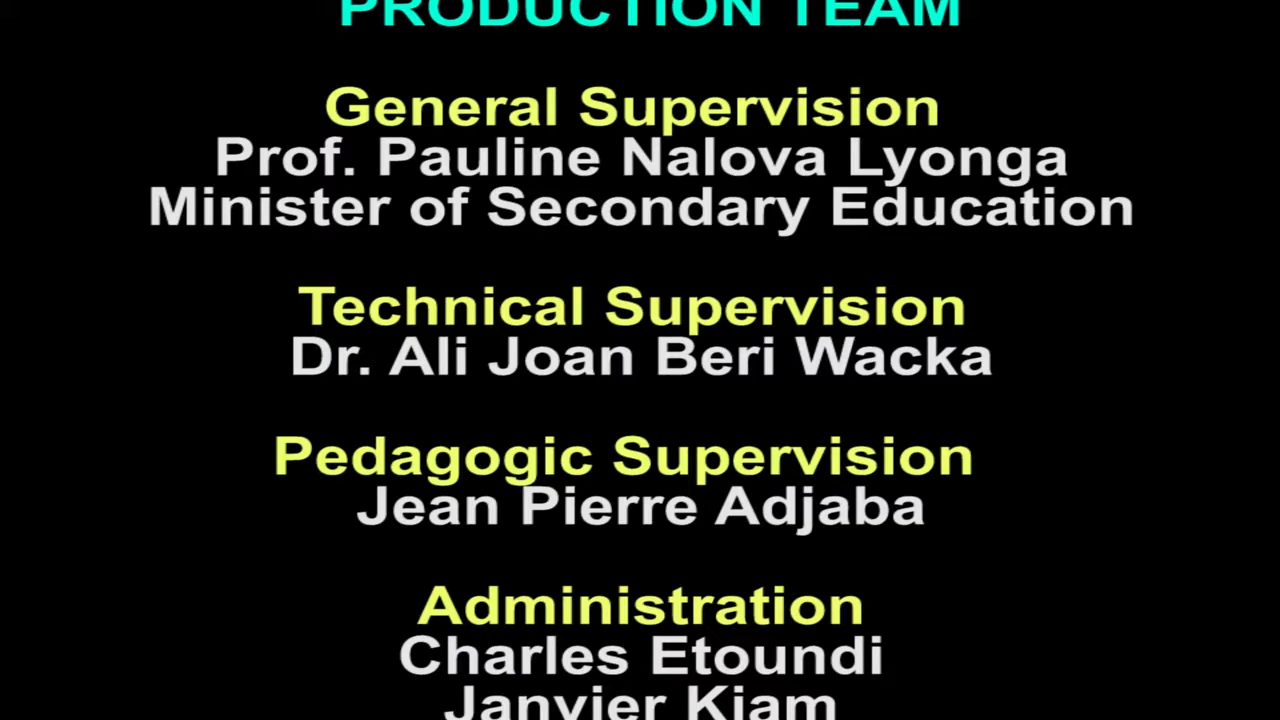 PRODUCTION TEAM
General Supervision
Prof. Pauline Nalova Lyonga
Minister of Secondary Education
Technical Supervision
Dr. Ali Joan Beri Wacka
Pedagogic Supervision
Jean Pierre Adjaba
Administration
Charles Etoundi
Janvier Kiam